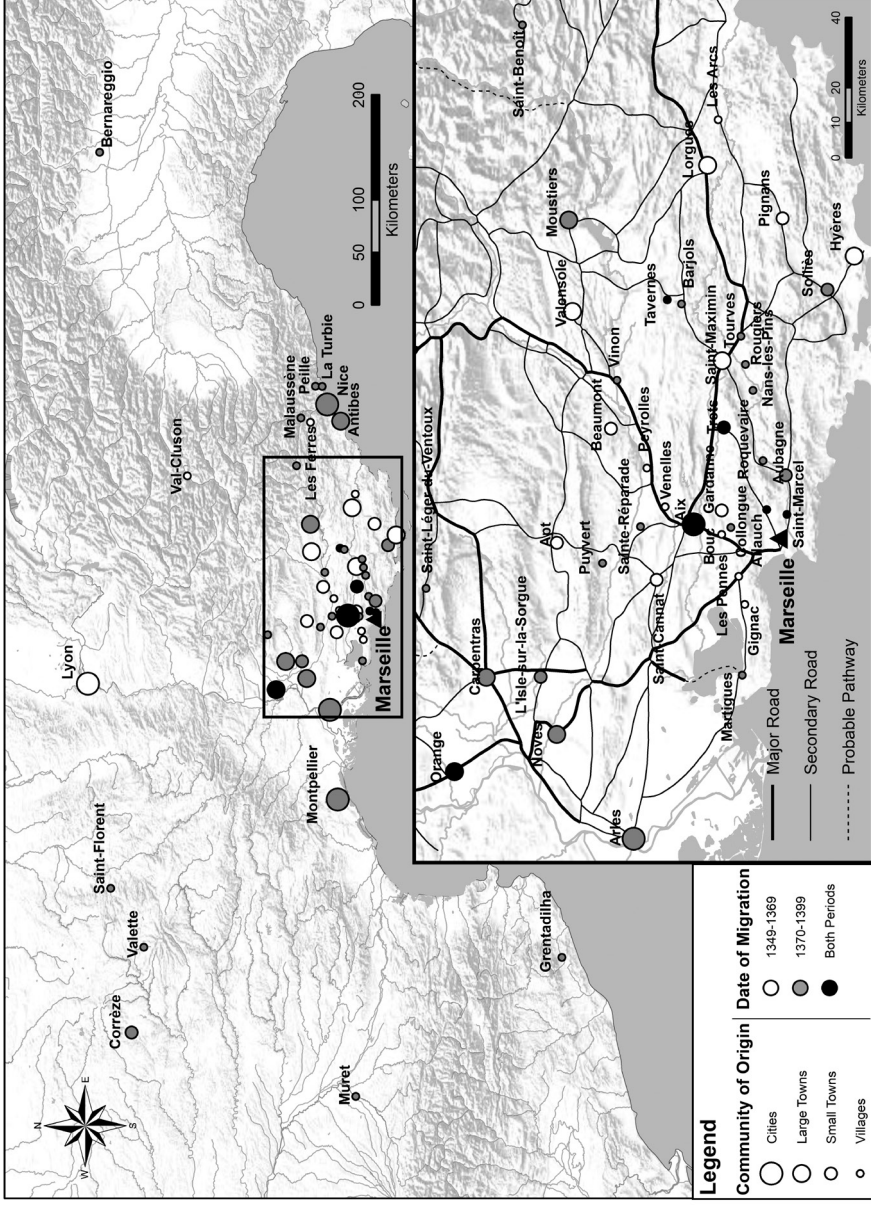 N
W
E
S
Corrèze
Valette
Saint-Florent
Lyon
Bernareggio
Val-Cluson
Muret
Montpellier
Malaussène
Peille
La Turbie
Les Ferres
Nice
Antibes
Marseille
0 50 100 200
Kilometers
Grentadilha
Legend
Community of Origin
Cities
Large Towns
Small Towns
Villages
Date of Migration
1349-1369
1370-1399
Both Periods
Orange
Carpentras
Saint-Léger-du-Ventoux
Saint-Benoit
L'Isle-sur-la-Sorgue
Noves
Apt
Valensole
Moustiers
Puyvert
Beaumont
Vinon
Arles
Sainte-Réparade
Peyrolles
Tavernes
Barjols
Saint-Cannat
Venelles
Aix
Lorgues
Les Arcs
Bouc
Gardanne
Trets
Saint-Maximin
Tourves
Les Pennes
Collongue
Roquevaire
Rougiers
Nans-les-Pins
Pignans
Martigues
Gignac
Allauch
Aubagne
Saint-Marcel
Marseille
Solliès
Hyères
Major Road
Secondary Road
Probable Pathway
0 10 20 40
Kilometers